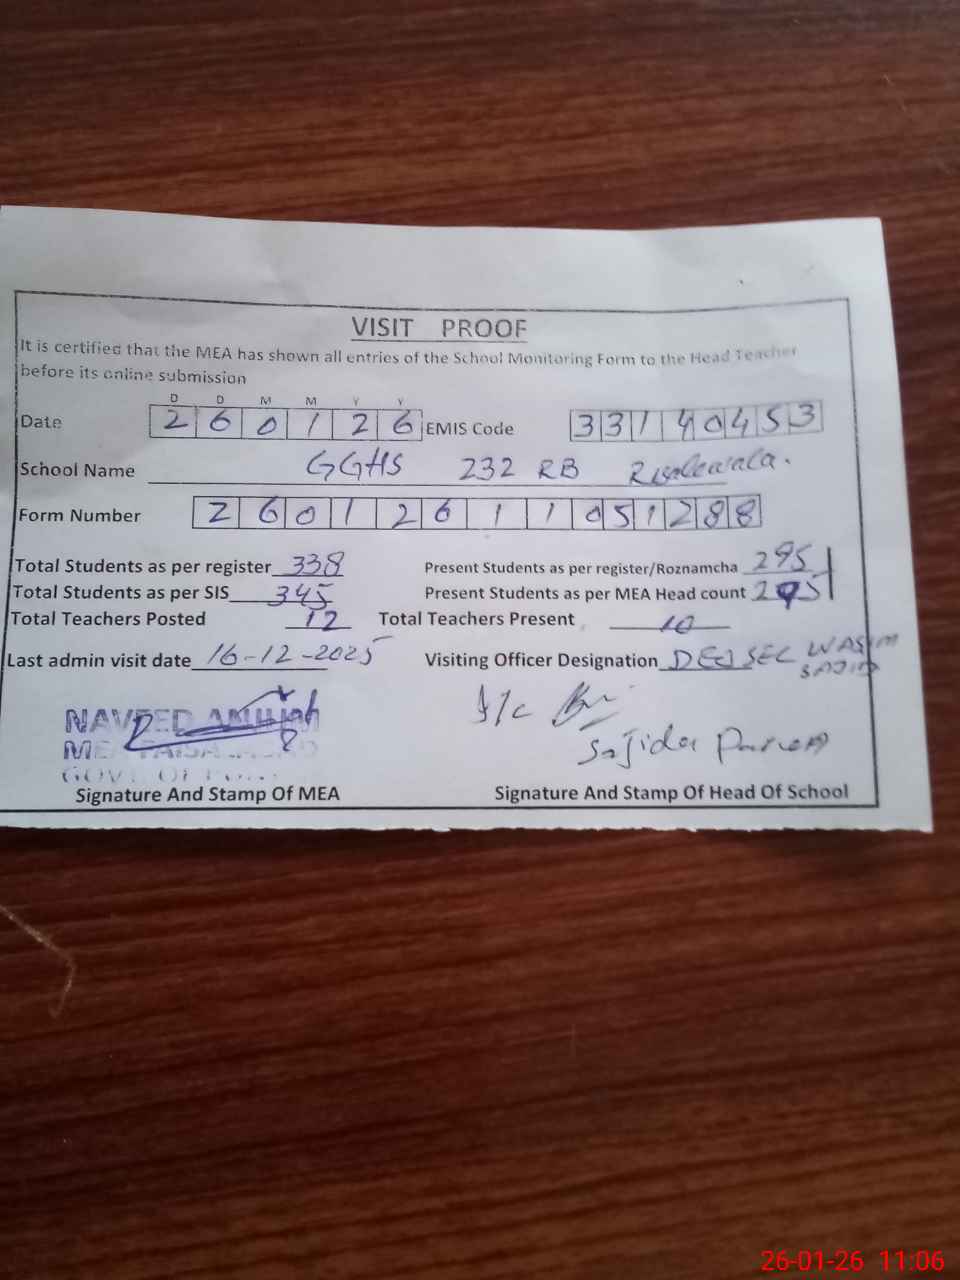 VISIT PROOF
It is certified that the MEA has shown all entries of the School Monitoring Form to the Head Teacher
before its online submission
D D M M Y Y
Date 2 6 0 1 2 6 EMIS Code 3 3 1 4 0 4 5 3
School Name GGHS 232 RB Risalewala.
Form Number 2 6 0 1 2 6 1 1 0 5 1 2 8 8
Total Students as per register 338 Present Students as per register/Roznamcha 295
Total Students as per SIS 345 Present Students as per MEA Head count 295
Total Teachers Posted 12 Total Teachers Present 10
Last admin visit date 16-12-2025 Visiting Officer Designation DEO SEC WASIM
SAJID
NAVEED
I/c
Sajida Parveen
Signature And Stamp Of MEA Signature And Stamp Of Head Of School
26-01-26 11:06